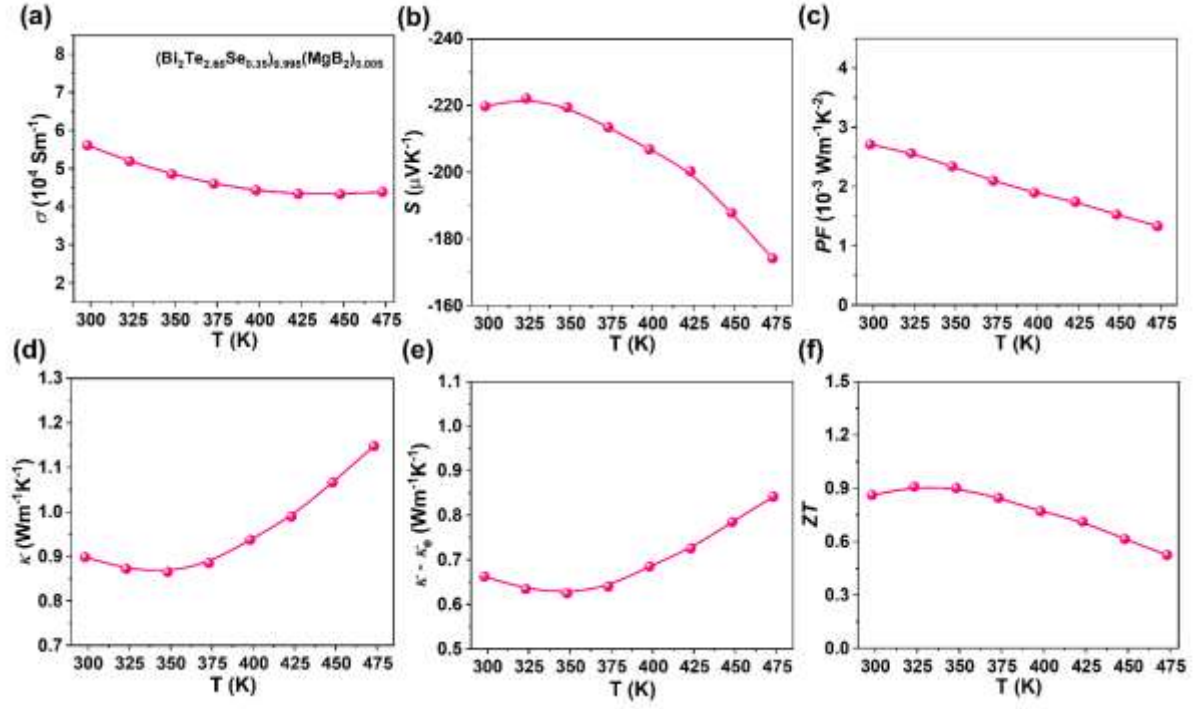 (a)
(Bi₂Te₂.₆₅Se₀.₃₅)₀.₉₉₅(MgB₂)₀.₀₀₅
σ (10⁴ Sm⁻¹)
8
7
6
5
4
3
2
300 325 350 375 400 425 450 475
T (K)
(b)
S (μVK⁻¹)
-240
-220
-200
-180
-160
300 325 350 375 400 425 450 475
T (K)
(c)
PF (10⁻³ Wm⁻¹K⁻²)
4
3
2
1
0
300 325 350 375 400 425 450 475
T (K)
(d)
κ (Wm⁻¹K⁻¹)
1.3
1.2
1.1
1.0
0.9
0.8
0.7
300 325 350 375 400 425 450 475
T (K)
(e)
κ - κₑ (Wm⁻¹K⁻¹)
1.1
1.0
0.9
0.8
0.7
0.6
0.5
300 325 350 375 400 425 450 475
T (K)
(f)
ZT
1.5
1.2
0.9
0.6
0.3
0.0
300 325 350 375 400 425 450 475
T (K)